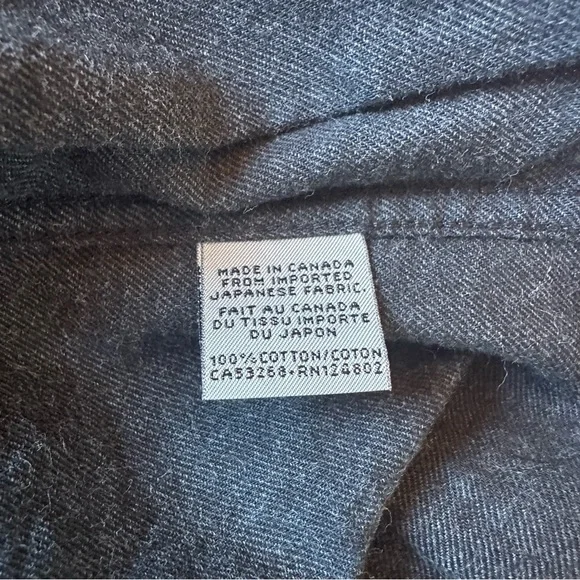 MADE IN CANADA
FROM IMPORTED
JAPANESE FABRIC.
FAIT AU CANADA
DU TISSU IMPORTE
DU JAPON
100% COTTON/COTON
CA53268•RN128802